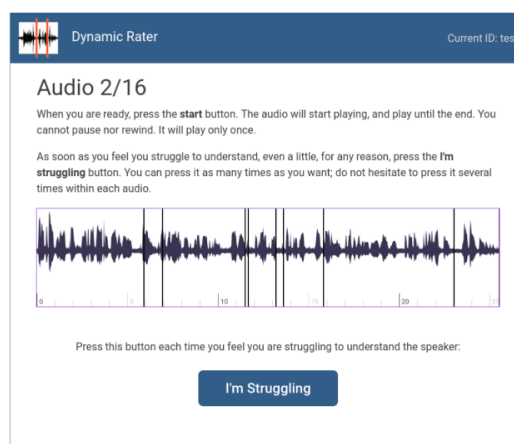 Dynamic Rater
Current ID: tes
Audio 2/16
When you are ready, press the start button. The audio will start playing, and play until the end. You
cannot pause nor rewind. It will play only once.
As soon as you feel you struggle to understand, even a little, for any reason, press the I'm
struggling button. You can press it as many times as you want; do not hesitate to press it several
times within each audio.
0 5 10 15 20 25
Press this button each time you feel you are struggling to understand the speaker:
I'm Struggling